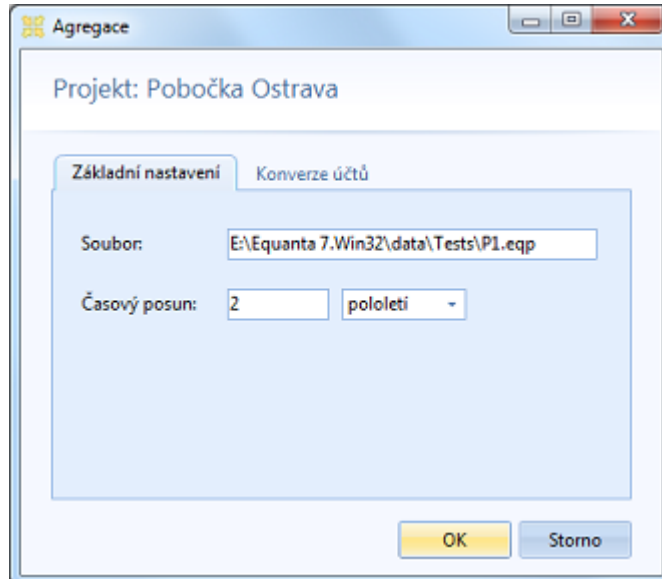 Agregace
Projekt: Pobočka Ostrava
Základní nastavení Konverze účtů
Soubor: E:\Equanta 7.Win32\data\Tests\P1.eqp
Časový posun: 2 pololetí
OK Storno